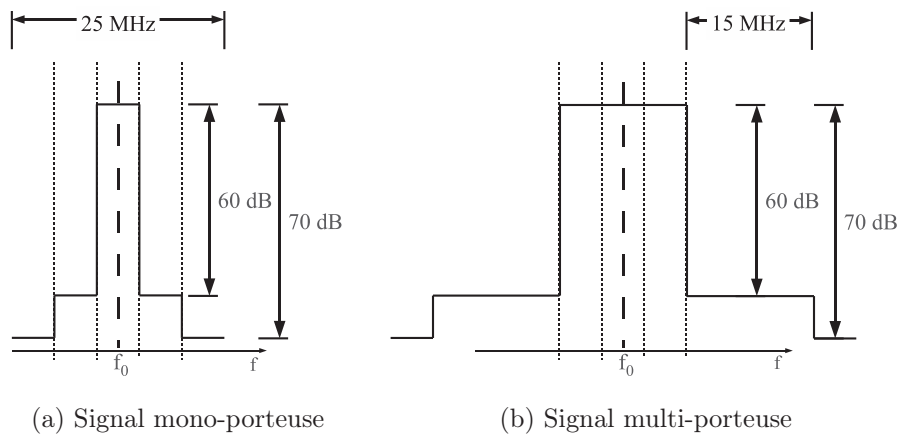 25 MHz
15 MHz
60 dB
70 dB
60 dB
70 dB
f0
f
f0
f
(a) Signal mono-porteuse
(b) Signal multi-porteuse